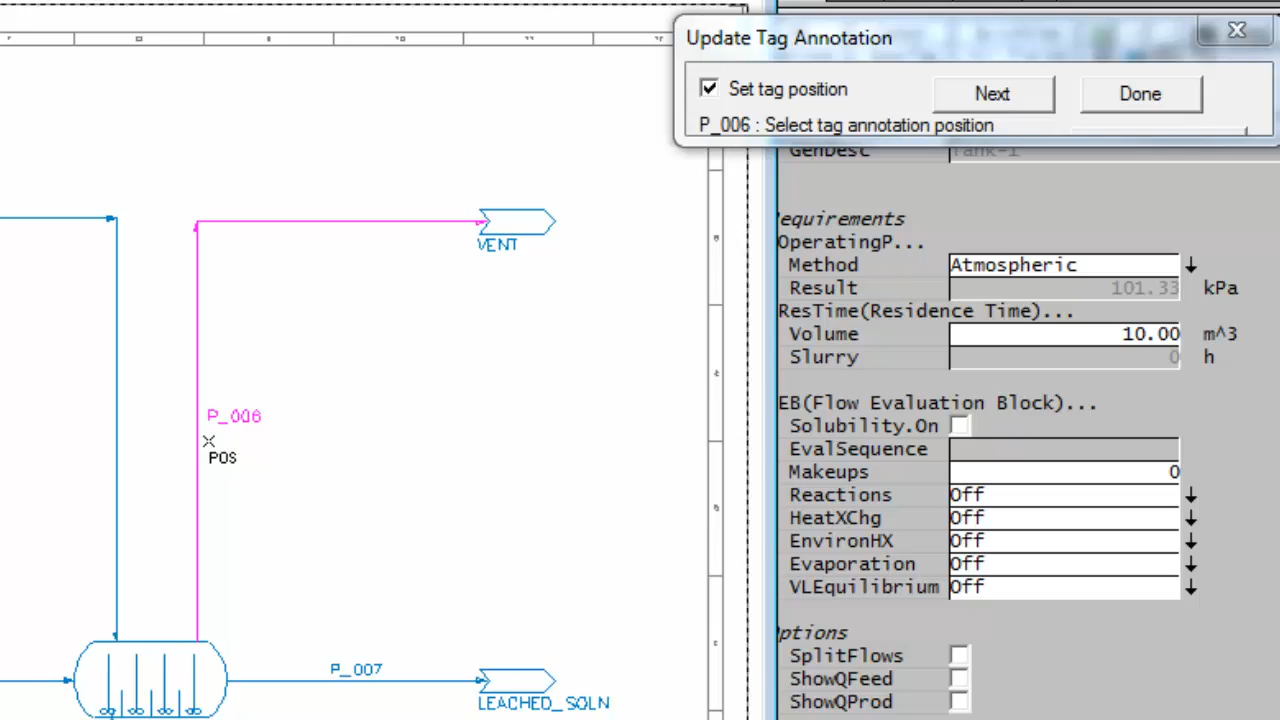 Update Tag Annotation
Set tag position
Next
Done
P_006 : Select tag annotation position
GenDesc
Tank-1
equirements
OperatingP...
Method
Atmospheric
Result
101.33
kPa
ResTime(Residence Time)...
Volume
10.00
m^3
Slurry
0
h
EB(Flow Evaluation Block)...
Solubility.On
EvalSequence
Makeups
0
Reactions
Off
HeatXChg
Off
EnvironHX
Off
Evaporation
Off
VLEquilibrium
Off
ptions
SplitFlows
ShowQFeed
ShowQProd
VENT
P_006
POS
P_007
LEACHED_SOLN